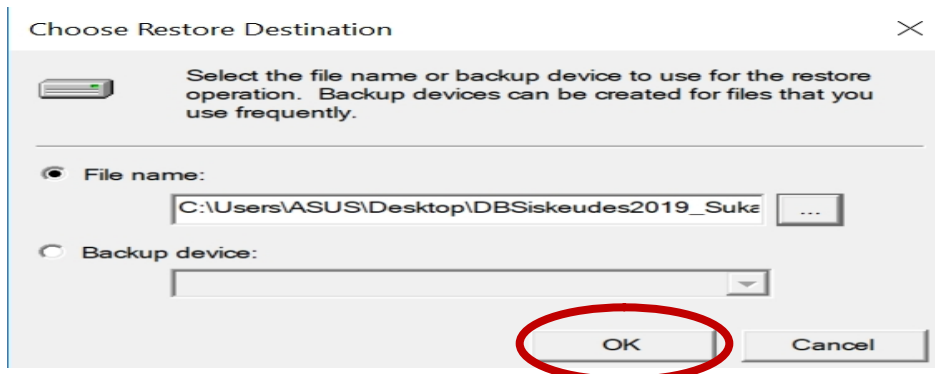 Choose Restore Destination
Select the file name or backup device to use for the restore
operation. Backup devices can be created for files that you
use frequently.
File name:
C:\Users\ASUS\Desktop\DBSiskeudes2019_Suka
...
Backup device:
OK
Cancel